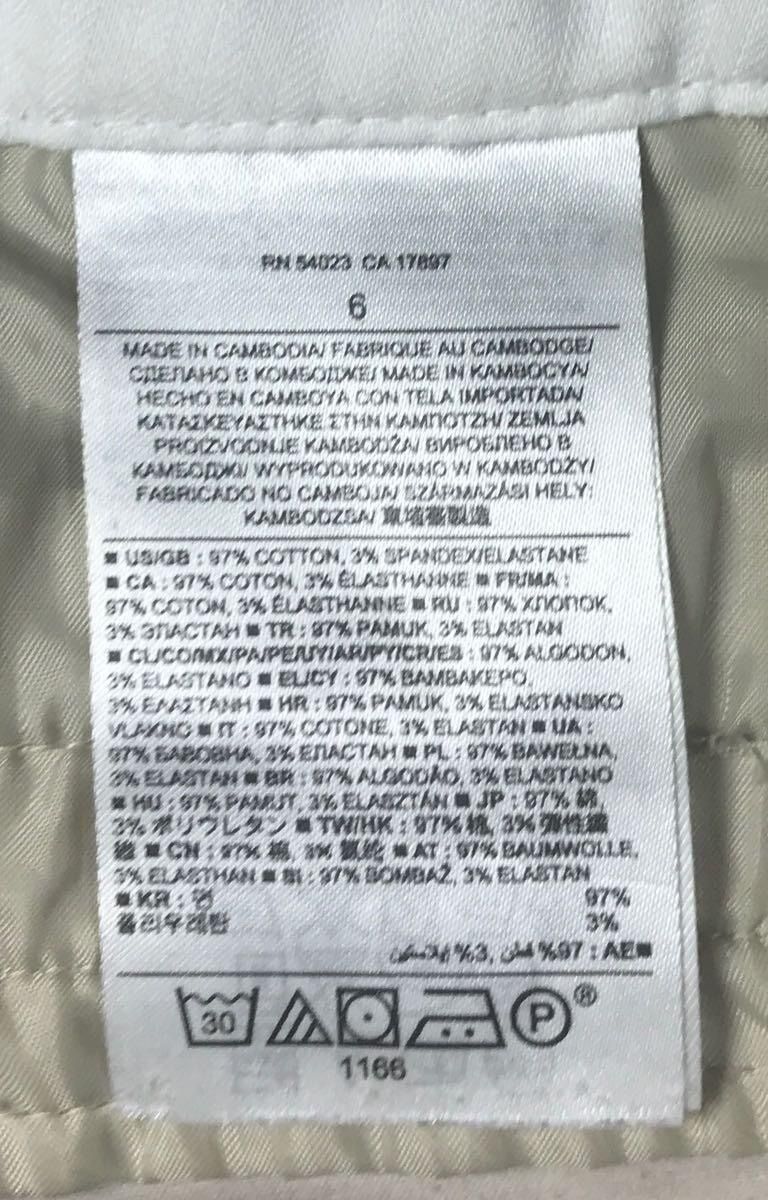 RN 54023 CA 17897
6
MADE IN CAMBODIA/ FABRIQUE AU CAMBODGE/
СДЕЛАНО В КОМБОДЖЕ/ MADE IN KAMBOCYA/
HECHO EN CAMBOYA CON TELA IMPORTADA/
ΚΑΤΑΣΚΕΥΑΣΤΗΚΕ ΣΤΗΝ ΚΑΜΠΟΤΖΗ/ ZEMLJA
PROIZVODNJE KAMBODŽA/ ВИРОБЛЕНО В
КАМБОДЖІ/ WYPRODUKOWANO W KAMBODŻY/
FABRICADO NO CAMBOJA/ SZÁRMAZÁSI HELY:
KAMBODZSA/ 柬埔寨製造
■ US/GB : 97% COTTON, 3% SPANDEX/ELASTANE
■ CA : 97% COTON, 3% ÉLASTHANNE ■ FR/MA :
97% COTON, 3% ÉLASTHANNE ■ RU : 97% ХЛОПОК,
3% ЭЛАСТАН ■ TR : 97% PAMUK, 3% ELASTAN
■ CL/CO/MX/PA/PE/UY/AR/PY/CR/ES : 97% ALGODON,
3% ELASTANO ■ EL/CY : 97% ΒΑΜΒΑΚΕΡΟ,
3% ΕΛΑΣΤΑΝΗ ■ HR : 97% PAMUK, 3% ELASTANSKO
VLAKNO ■ IT : 97% COTONE, 3% ELASTAN ■ UA :
97% БАВОВНА, 3% ЕЛАСТАН ■ PL : 97% BAWEŁNA,
3% ELASTAN ■ BR : 97% ALGODÃO, 3% ELASTANO
■ HU : 97% PAMUT, 3% ELASZTÁN ■ JP : 97% 綿,
3% ポリウレタン ■ TW/HK : 97% 棉, 3% 彈性纖
維 ■ CN : 97% 棉, 3% 氨纶 ■ AT : 97% BAUMWOLLE,
3% ELASTHAN ■ SI : 97% BOMBAŽ, 3% ELASTAN
■ KR : 면 97%
폴리우레탄 3%
■AE : 97% قطن, 3% إيلاستين
30 P®
1166